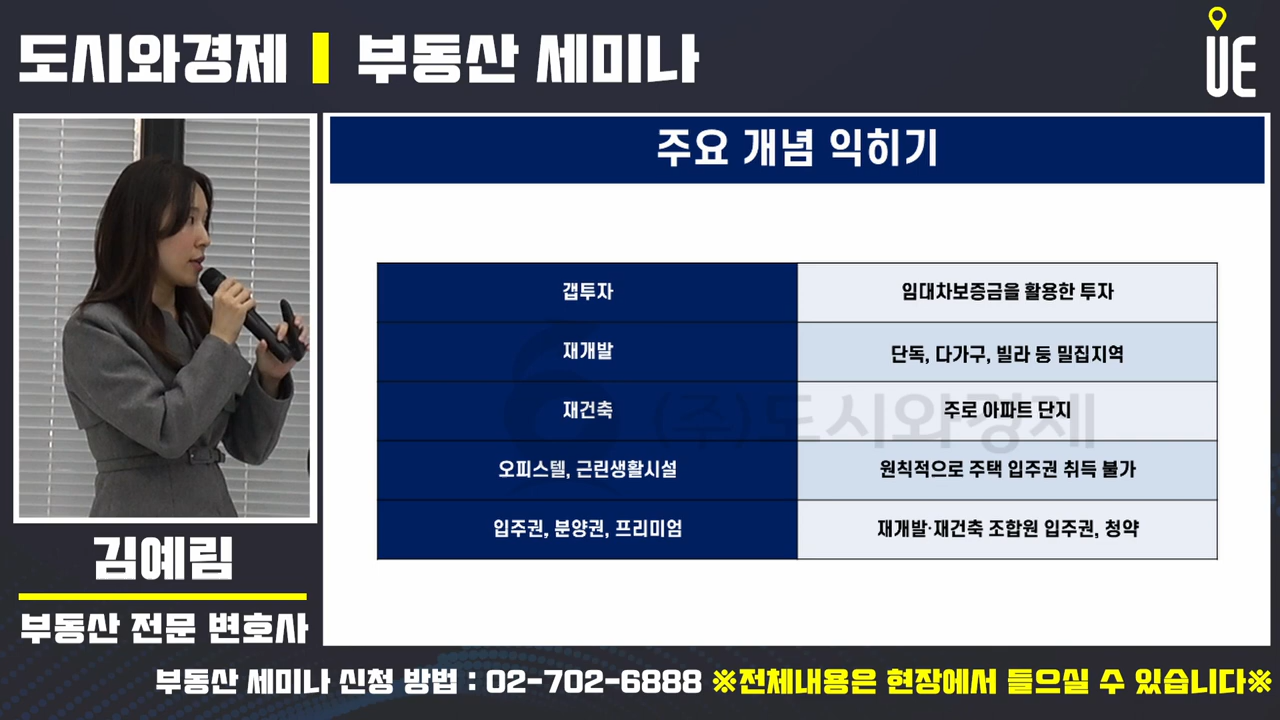 도시와경제 부동산 세미나
UE
주요 개념 익히기
갭투자 임대차보증금을 활용한 투자
재개발 단독, 다가구, 빌라 등 밀집지역
재건축 주로 아파트 단지
오피스텔, 근린생활시설 원칙적으로 주택 입주권 취득 불가
입주권, 분양권, 프리미엄 재개발·재건축 조합원 입주권, 청약
(주)도시와경제
김예림
부동산 전문 변호사
부동산 세미나 신청 방법 : 02-702-6888 ※전체내용은 현장에서 들으실 수 있습니다※